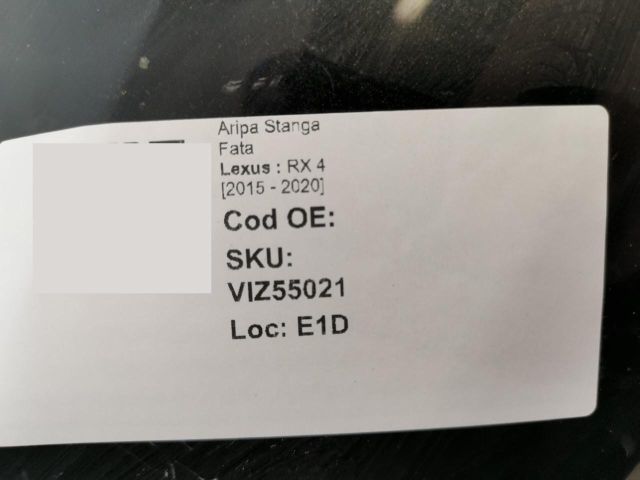 Aripa Stanga
Fata
Lexus : RX 4
[2015 - 2020]
Cod OE:
SKU:
VIZ55021
Loc: E1D